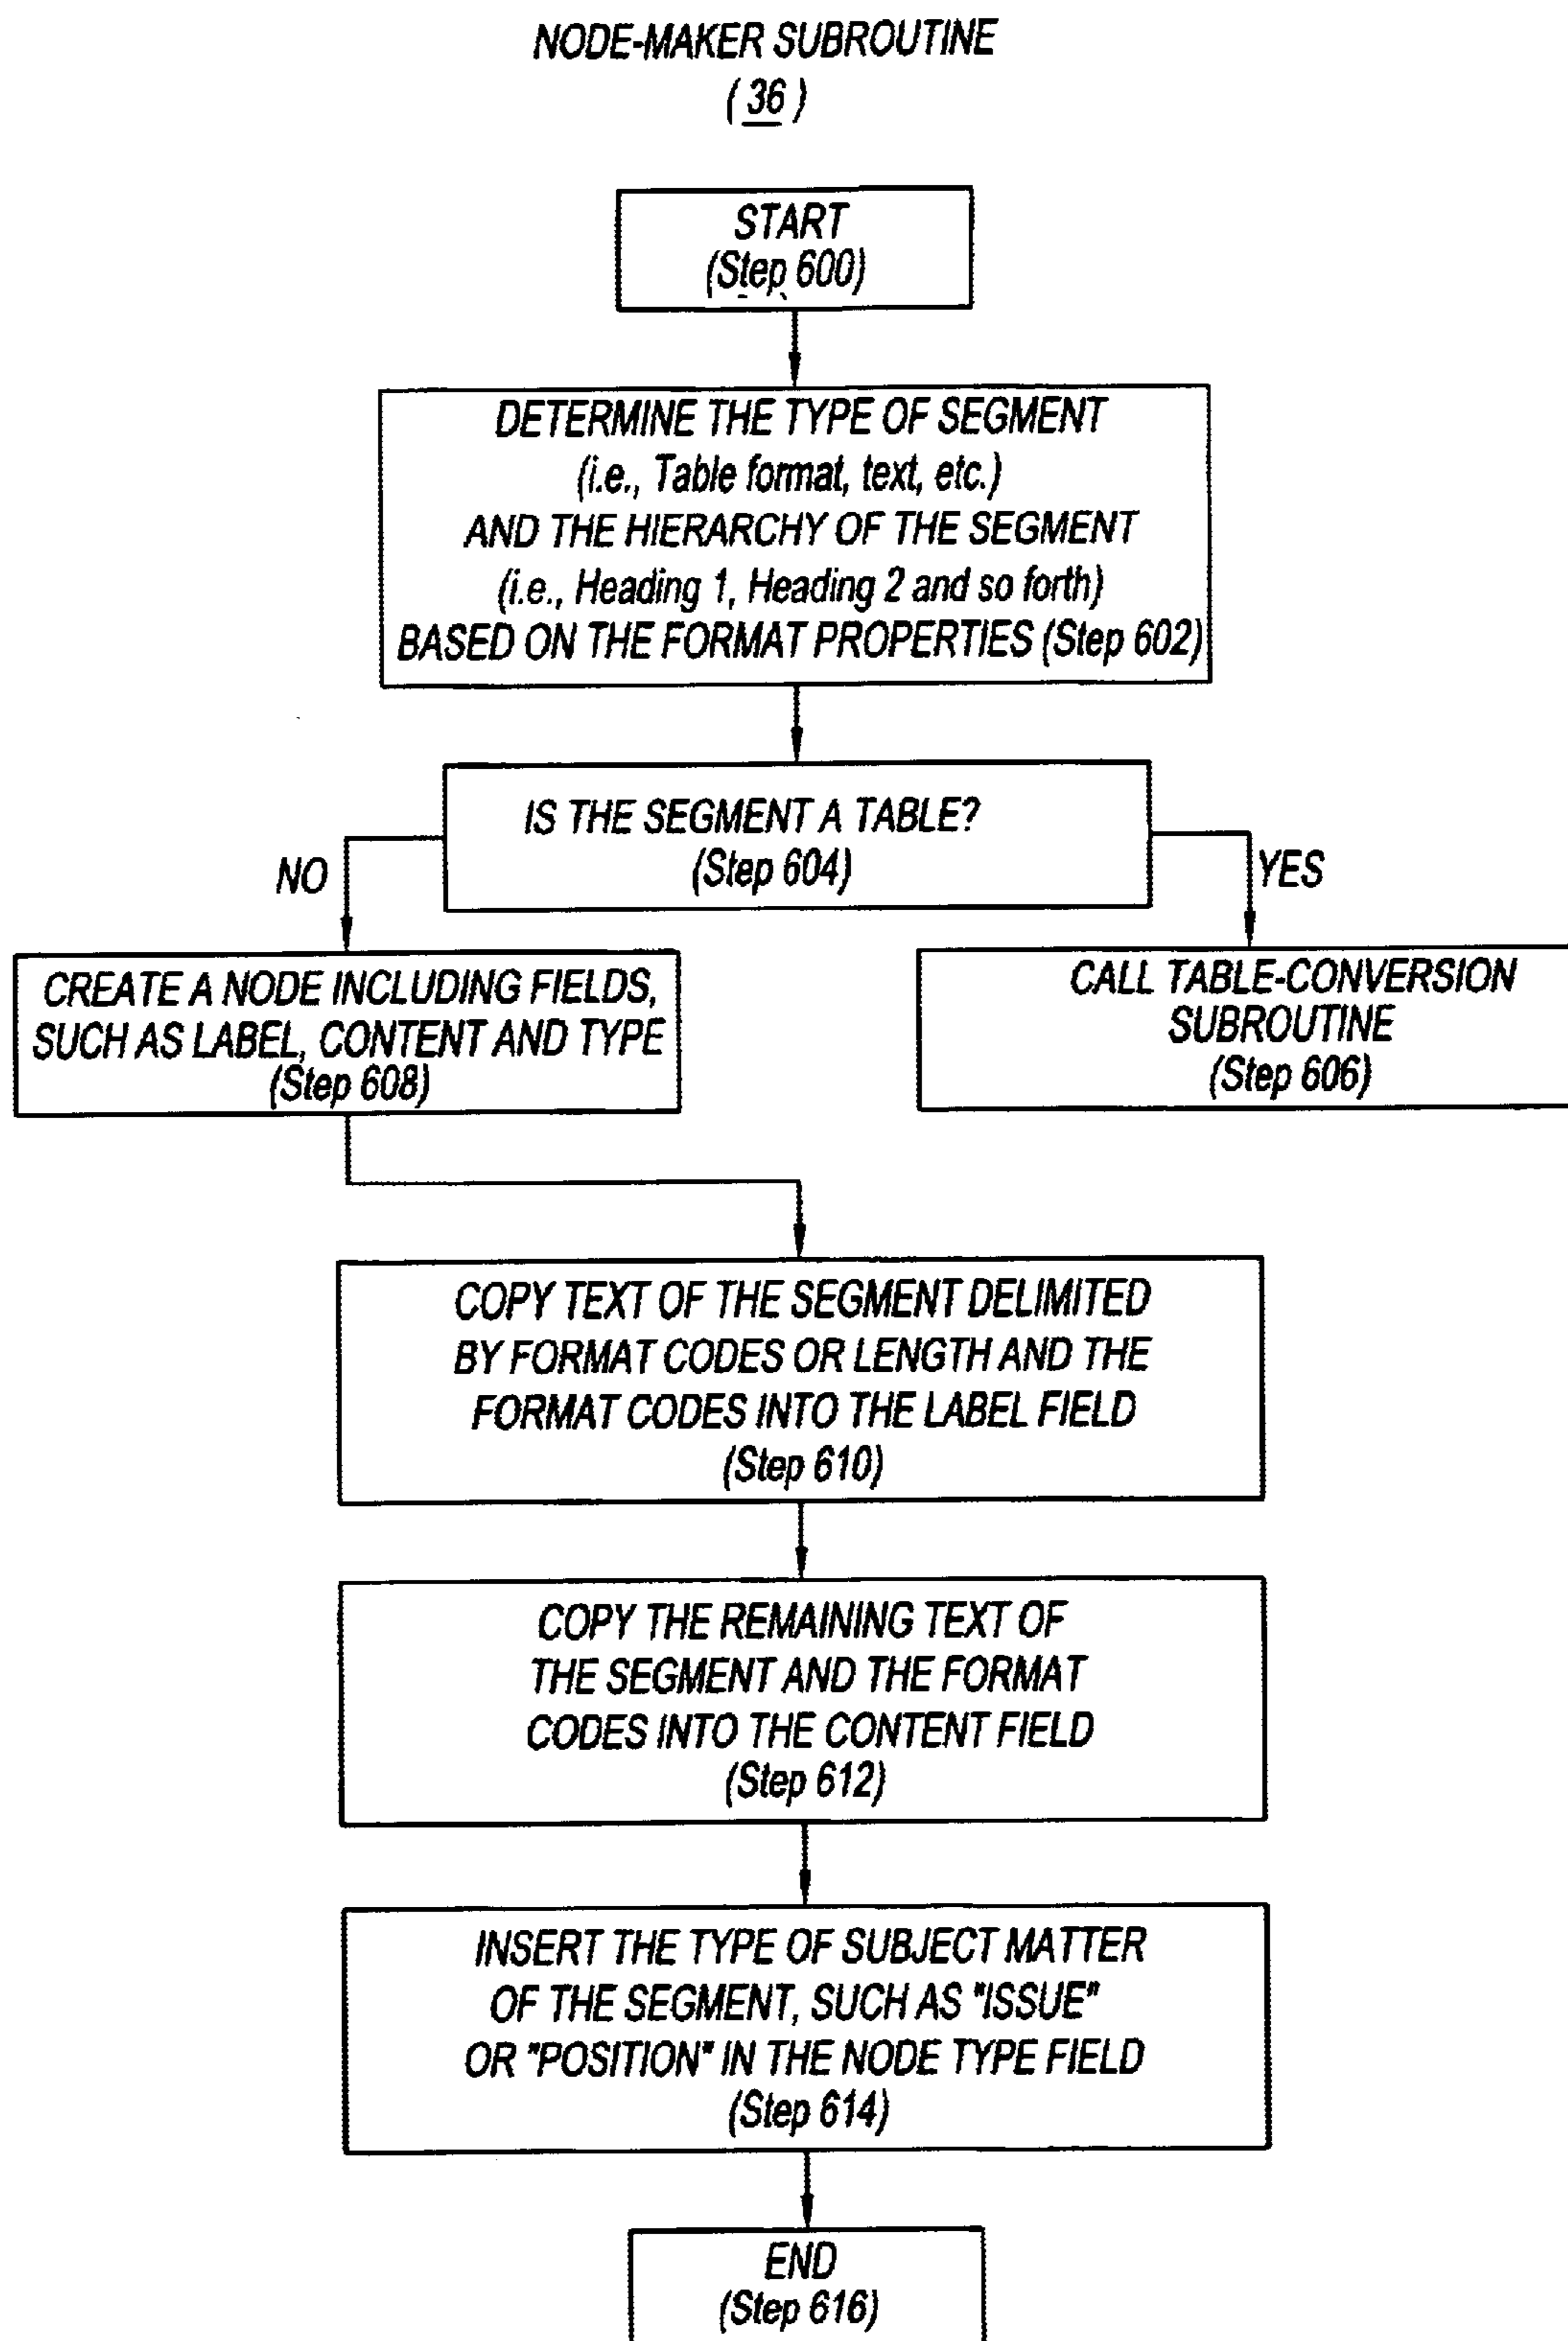 NODE-MAKER SUBROUTINE
(36)
START
(Step 600)
DETERMINE THE TYPE OF SEGMENT
(i.e., Table format, text, etc.)
AND THE HIERARCHY OF THE SEGMENT
(i.e., Heading 1, Heading 2 and so forth)
BASED ON THE FORMAT PROPERTIES (Step 602)
IS THE SEGMENT A TABLE?
(Step 604)
NO
YES
CREATE A NODE INCLUDING FIELDS,
SUCH AS LABEL, CONTENT AND TYPE
(Step 608)
CALL TABLE-CONVERSION
SUBROUTINE
(Step 606)
COPY TEXT OF THE SEGMENT DELIMITED
BY FORMAT CODES OR LENGTH AND THE
FORMAT CODES INTO THE LABEL FIELD
(Step 610)
COPY THE REMAINING TEXT OF
THE SEGMENT AND THE FORMAT
CODES INTO THE CONTENT FIELD
(Step 612)
INSERT THE TYPE OF SUBJECT MATTER
OF THE SEGMENT, SUCH AS "ISSUE"
OR "POSITION" IN THE NODE TYPE FIELD
(Step 614)
END
(Step 616)